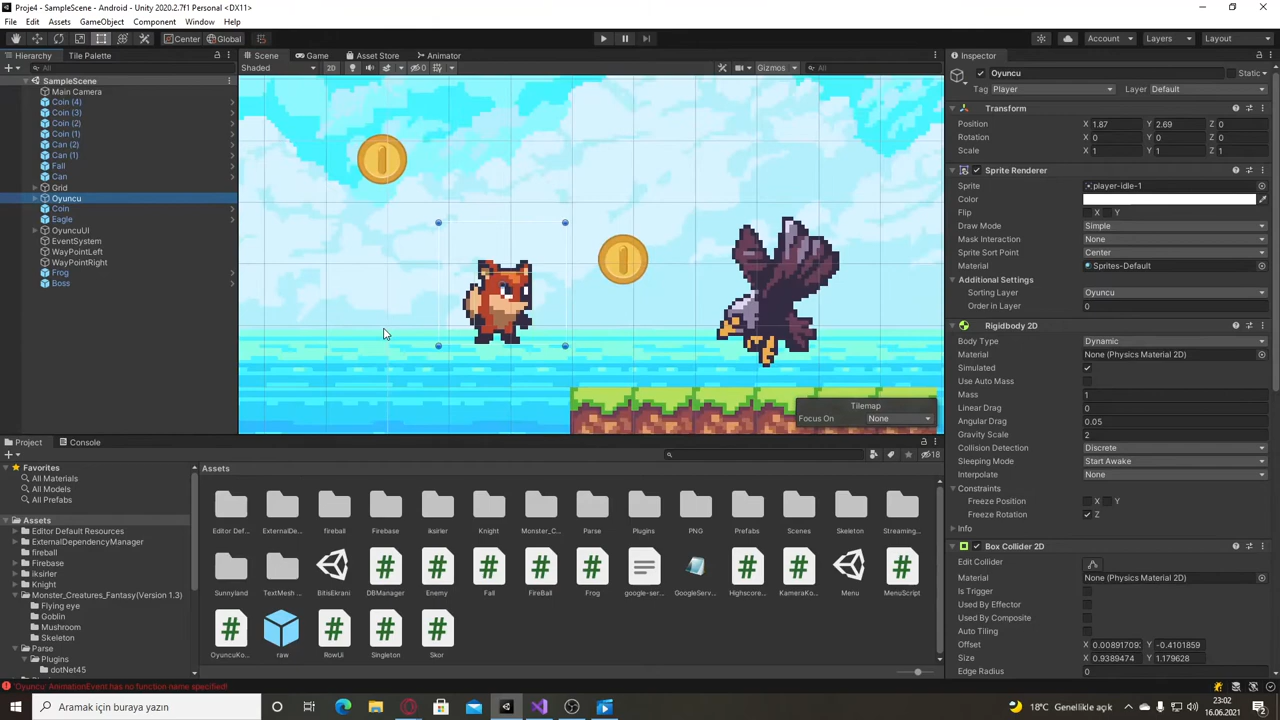 Proje4 - SampleScene - Android - Unity 2020.2.7f1 Personal <DX11>
File Edit Assets GameObject Component Window Help
Center Global Account Layers Layout
Hierarchy Tile Palette
All
SampleScene
Main Camera
Coin (4)
Coin (3)
Coin (2)
Coin (1)
Can (2)
Can (1)
Fall
Can
Grid
Oyuncu
Coin
Eagle
OyuncuUI
EventSystem
WayPointLeft
WayPointRight
Frog
Boss
Scene Game Asset Store Animator
Shaded 2D 0 Gizmos All
Tilemap
Focus On None
Inspector
Oyuncu Static
Tag Player Layer Default
Transform
Position X 1.87 Y 2.69 Z 0
Rotation X 0 Y 0 Z 0
Scale X 1 Y 1 Z 1
Sprite Renderer
Sprite player-idle-1
Color
Flip X Y
Draw Mode Simple
Mask Interaction None
Sprite Sort Point Center
Material Sprites-Default
Additional Settings
Sorting Layer Oyuncu
Order in Layer 0
Rigidbody 2D
Body Type Dynamic
Material None (Physics Material 2D)
Simulated
Use Auto Mass
Mass 1
Linear Drag 0
Angular Drag 0.05
Gravity Scale 2
Collision Detection Discrete
Sleeping Mode Start Awake
Interpolate None
Constraints
Freeze Position X Y
Freeze Rotation Z
Info
Box Collider 2D
Edit Collider
Material None (Physics Material 2D)
Is Trigger
Used By Effector
Used By Composite
Auto Tiling
Offset X 0.00891709 Y -0.4101859
Size X 0.9389474 Y 1.179628
Edge Radius 0
Project Console
18
Favorites
All Materials
All Models
All Prefabs
Assets
Editor Default Resources
ExternalDependencyManager
fireball
Firebase
iksirler
Knight
Monster_Creatures_Fantasy(Version 1.3)
Flying eye
Goblin
Mushroom
Skeleton
Parse
Plugins
dotNet45
Assets
Editor Def... ExternalDe... fireball Firebase iksirler Knight Monster_C... Parse Plugins PNG Prefabs Scenes Skeleton Streaming...
Sunnyland TextMesh ... BitisEkrani DBManager Enemy Fall FireBall Frog google-ser... GoogleServ... Highscore... KameraKo... Menu MenuScript
OyuncuKo... raw RowUi Singleton Skor
'Oyuncu' AnimationEvent has no function name specified!
Aramak için buraya yazın
18°C Genellikle açık
23:02
16.06.2021